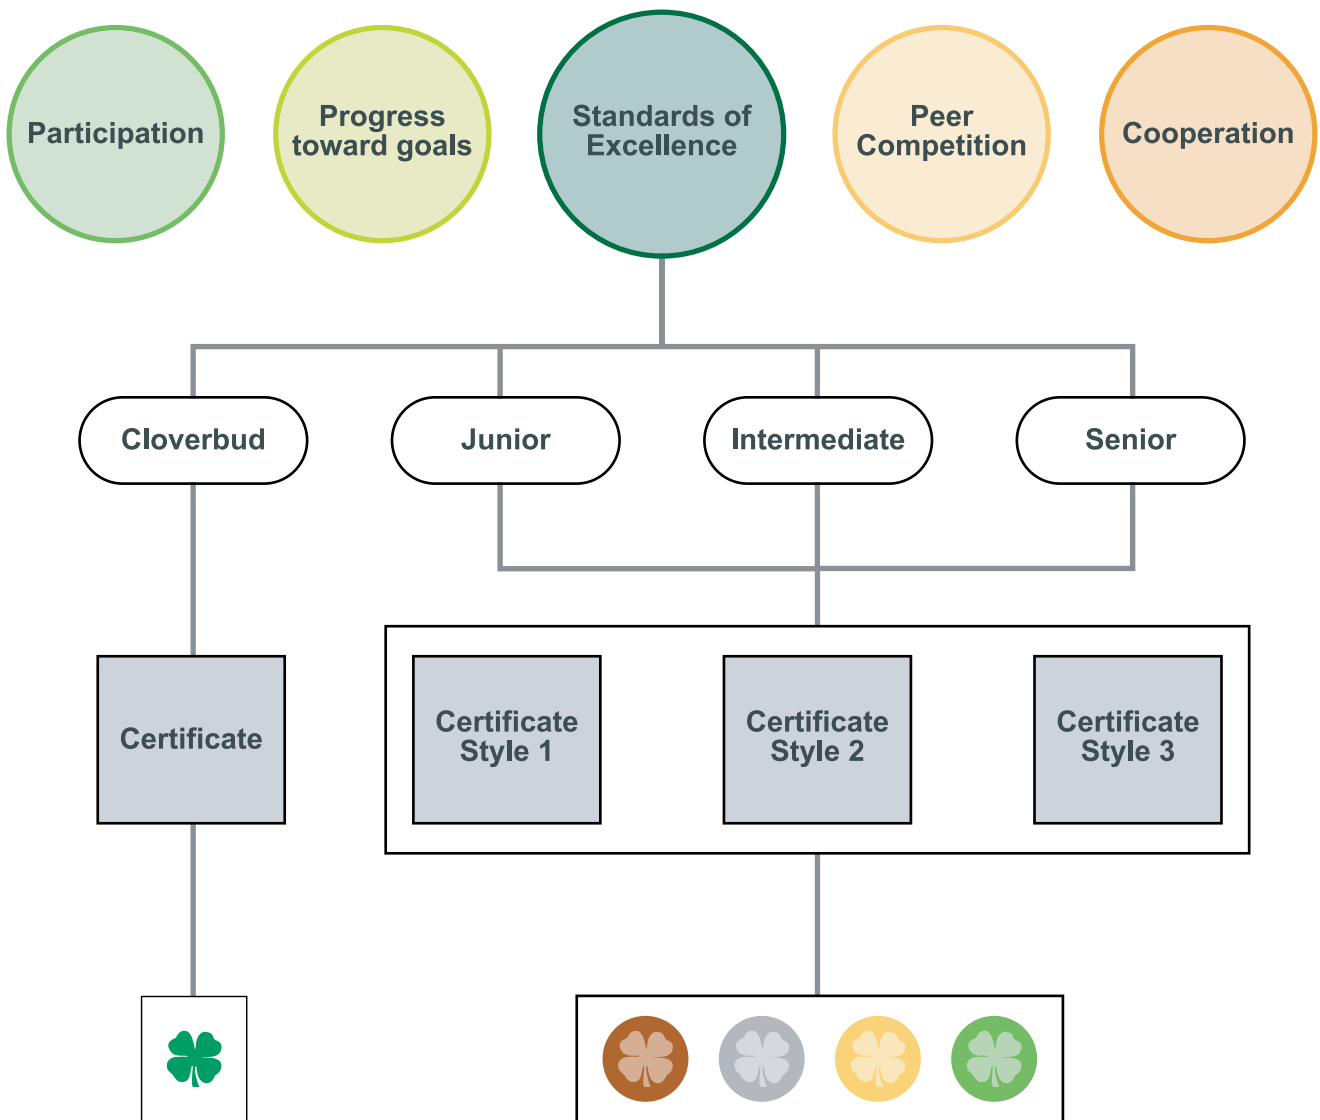 Participation
Progress
toward goals
Standards of
Excellence
Peer
Competition
Cooperation
Cloverbud
Junior
Intermediate
Senior
Certificate
Certificate
Style 1
Certificate
Style 2
Certificate
Style 3